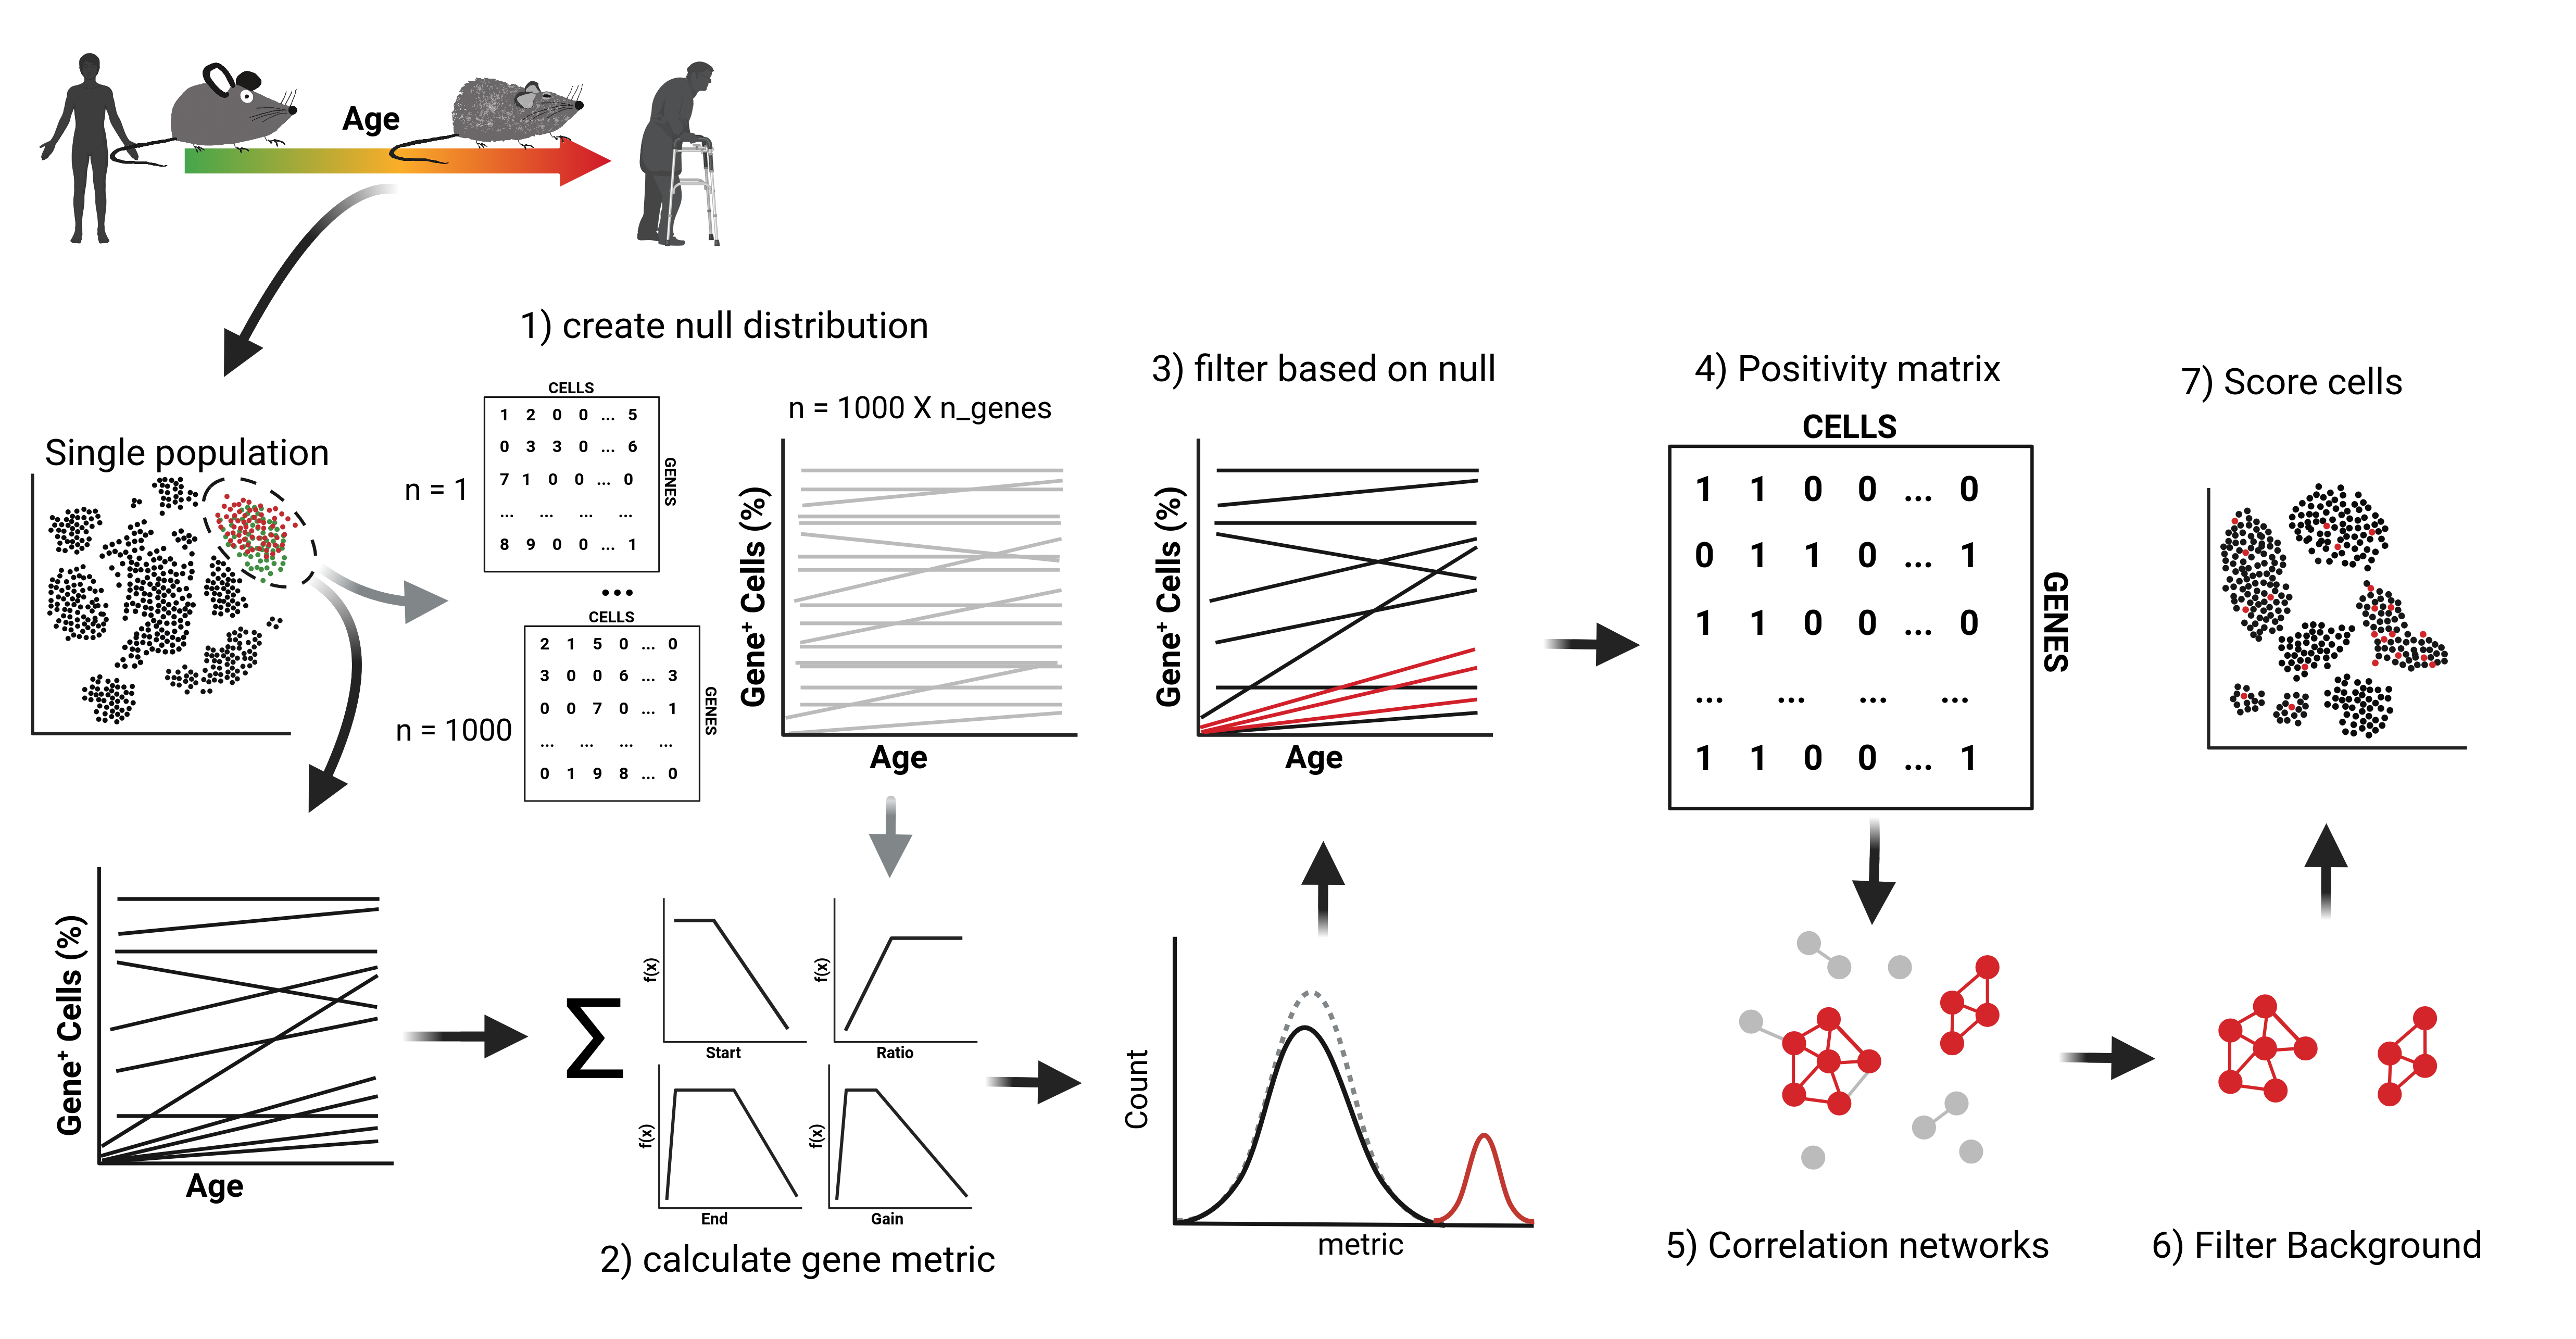 Age
1) create null distribution
Single population
n = 1
CELLS
1 2 0 0 ... 5
0 3 3 0 ... 6
7 1 0 0 ... 0
... ... ... ...
8 9 0 0 ... 1
GENES
...
n = 1000
CELLS
2 1 5 0 ... 0
3 0 0 6 ... 3
0 0 7 0 ... 1
... ... ... ...
0 1 9 8 ... 0
GENES
n = 1000 X n_genes
Gene⁺ Cells (%)
Age
Gene⁺ Cells (%)
Age
Σ
f(x)
Start
f(x)
Ratio
f(x)
End
f(x)
Gain
2) calculate gene metric
Count
metric
3) filter based on null
Gene⁺ Cells (%)
Age
4) Positivity matrix
CELLS
1 1 0 0 ... 0
0 1 1 0 ... 1
1 1 0 0 ... 0
... ... ... ...
1 1 0 0 ... 1
GENES
5) Correlation networks
6) Filter Background
7) Score cells